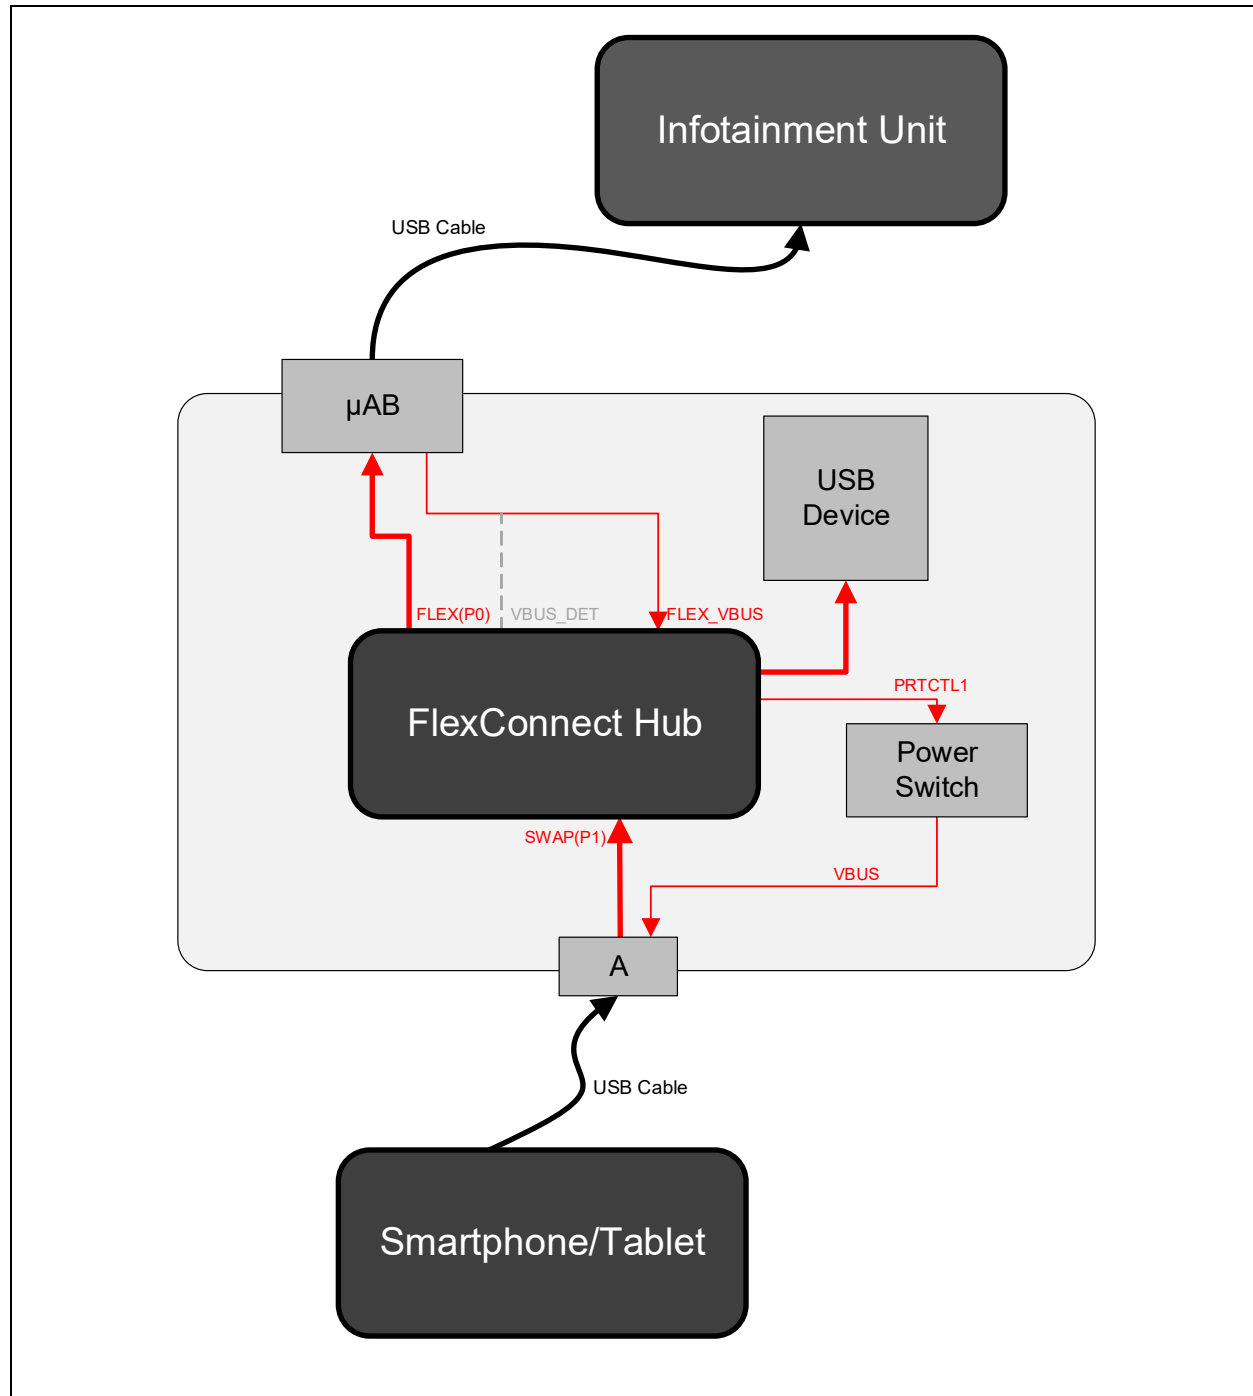 Infotainment Unit
USB Cable
µAB
USB
Device
FLEX(P0)
VBUS_DET
FLEX_VBUS
PRTCTL1
FlexConnect Hub
Power
Switch
SWAP(P1)
VBUS
A
USB Cable
Smartphone/Tablet